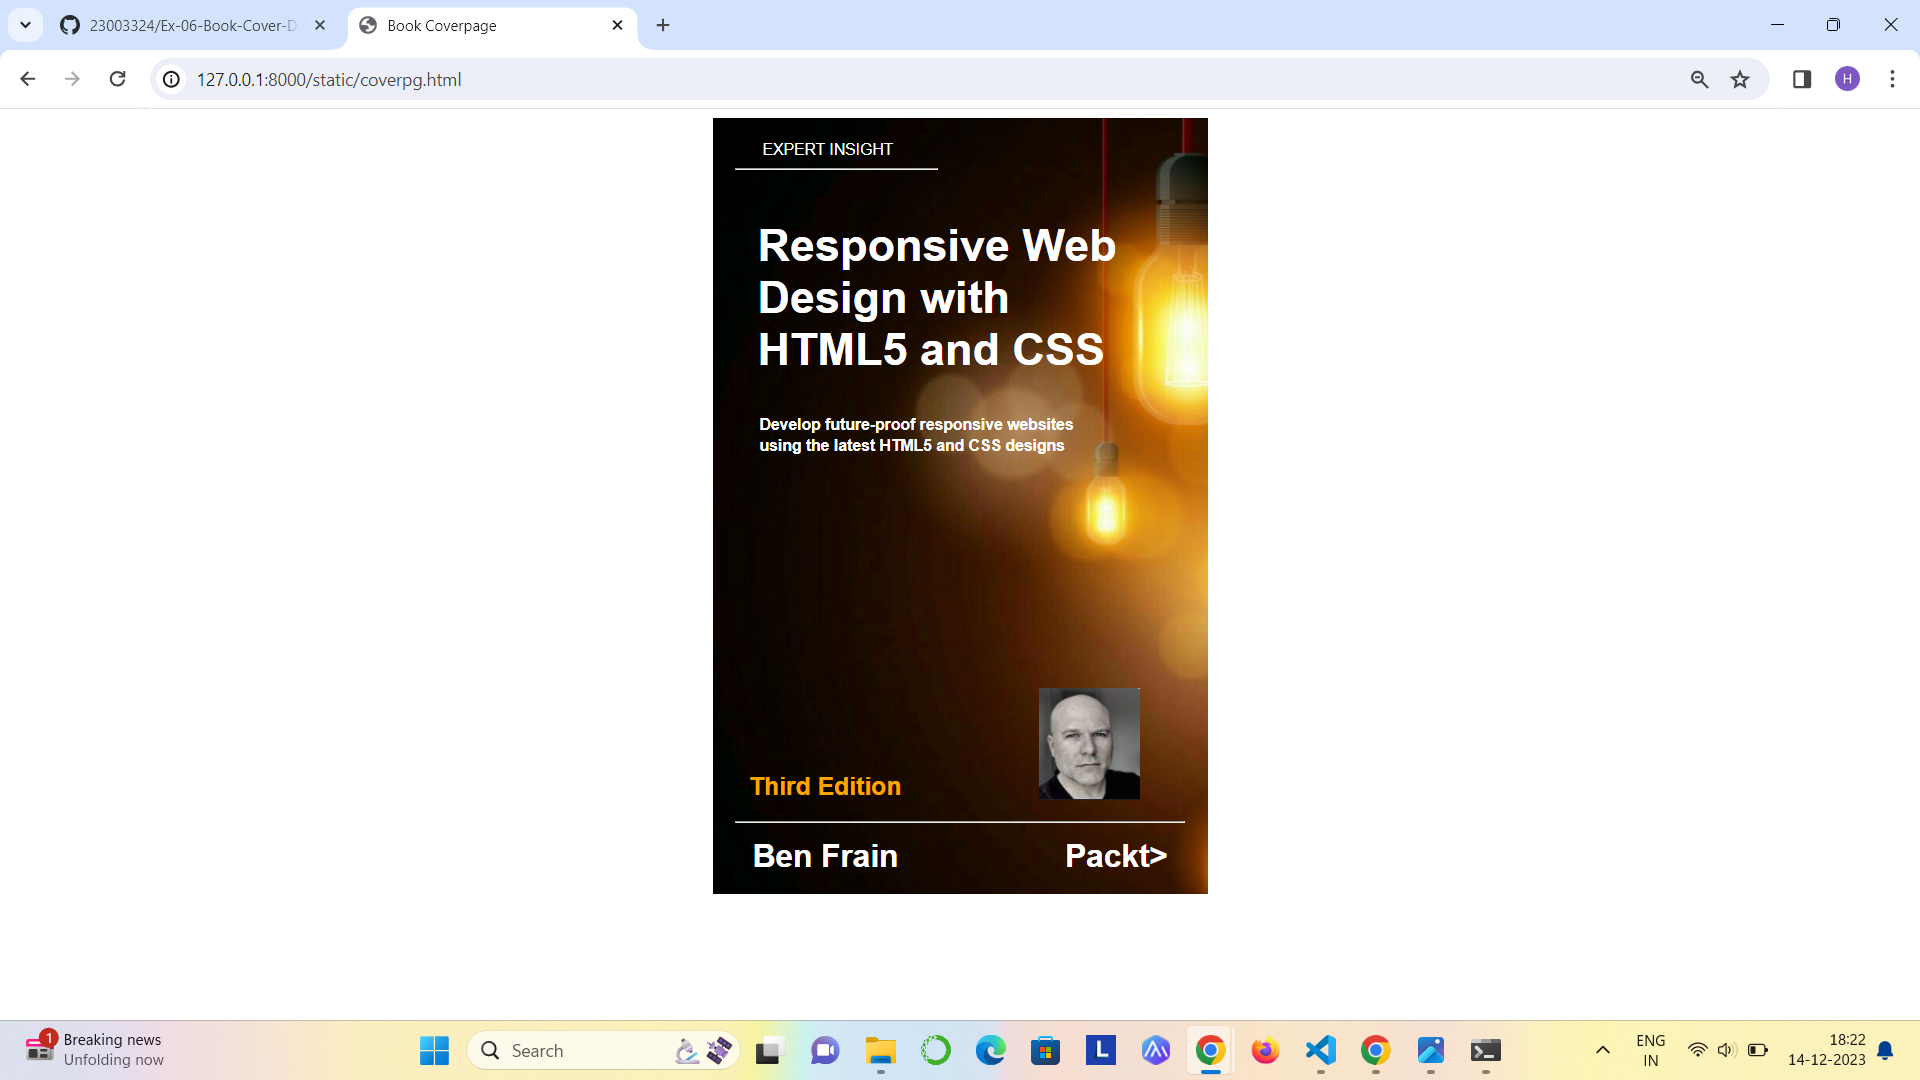 23003324/Ex-06-Book-Cover-D
Book Coverpage
127.0.0.1:8000/static/coverpg.html
H
EXPERT INSIGHT
Responsive Web
Design with
HTML5 and CSS
Develop future-proof responsive websites
using the latest HTML5 and CSS designs
Third Edition
Ben Frain
Packt>
1
Breaking news
Unfolding now
Search
L
ENG
IN
18:22
14-12-2023